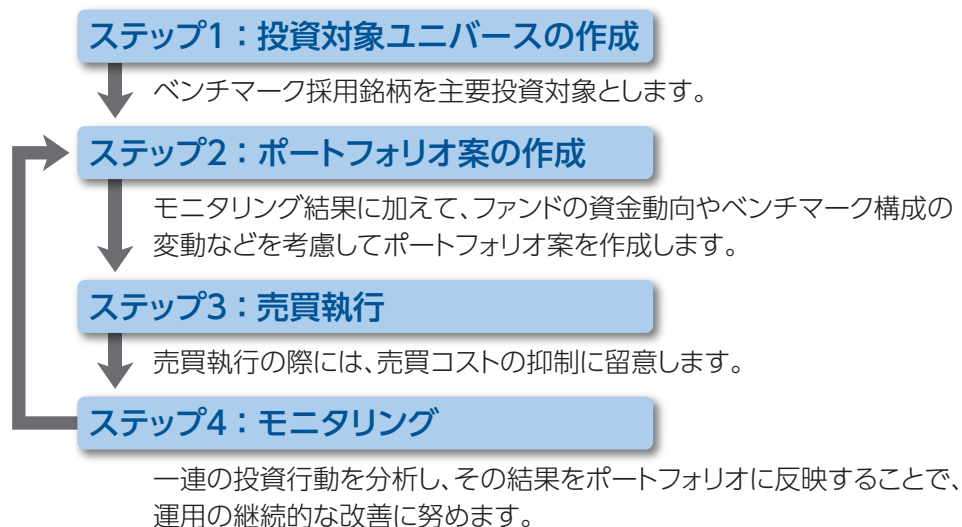 ステップ1：投資対象ユニバースの作成
ベンチマーク採用銘柄を主要投資対象とします。
ステップ2：ポートフォリオ案の作成
モニタリング結果に加えて、ファンドの資金動向やベンチマーク構成の
変動などを考慮してポートフォリオ案を作成します。
ステップ3：売買執行
売買執行の際には、売買コストの抑制に留意します。
ステップ4：モニタリング
一連の投資行動を分析し、その結果をポートフォリオに反映することで、
運用の継続的な改善に努めます。